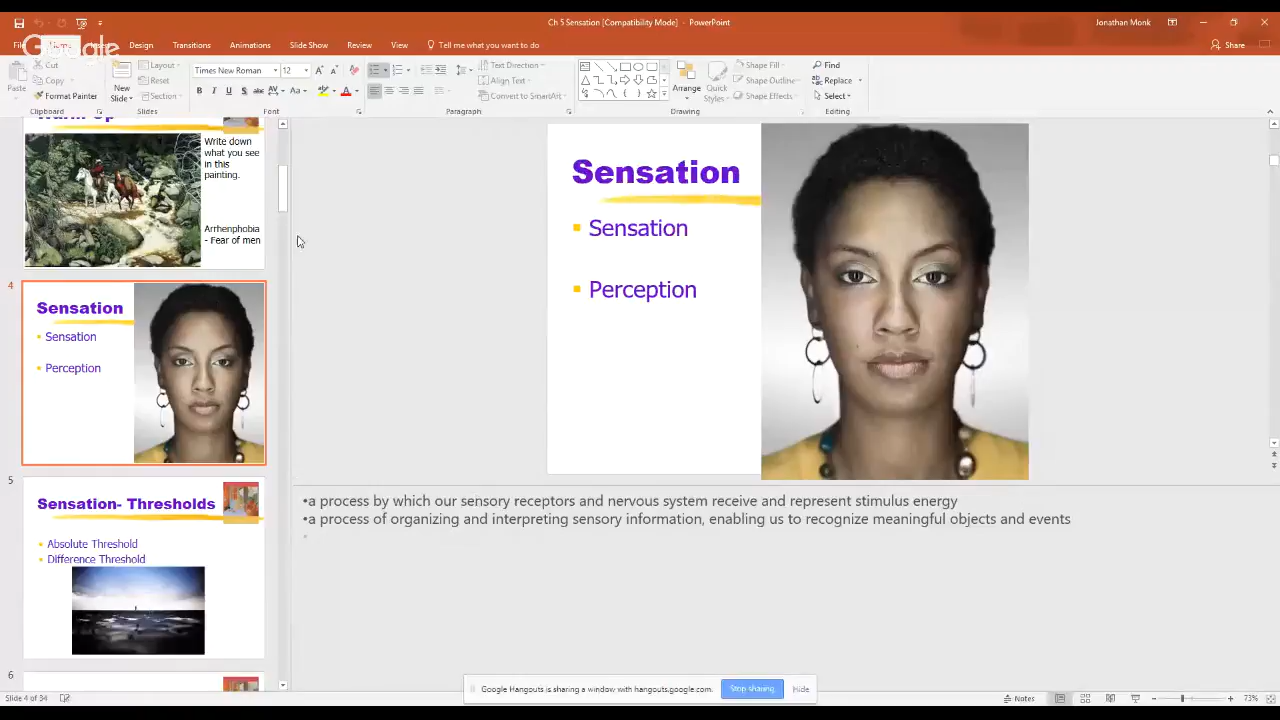 Ch 5 Sensation [Compatibility Mode] - PowerPoint
Jonathan Monk
File
Design
Transitions
Animations
Slide Show
Review
View
Tell me what you want to do
Share
Google
Paste
Cut
Copy
Format Painter
Clipboard
New
Slide
Layout
Reset
Section
Slides
Times New Roman
12
Font
Text Direction
Align Text
Convert to SmartArt
Paragraph
Arrange
Quick
Styles
Shape Fill
Shape Outline
Shape Effects
Drawing
Find
Replace
Select
Editing
Write down
what you see
in this
painting.
Arrhenphobia
- Fear of men
4
Sensation
Sensation
Perception
5
Sensation- Thresholds
Absolute Threshold
Difference Threshold
6
Sensation
Sensation
Perception
•a process by which our sensory receptors and nervous system receive and represent stimulus energy
•a process of organizing and interpreting sensory information, enabling us to recognize meaningful objects and events
Google Hangouts is sharing a window with hangouts.google.com.
Stop sharing
Hide
Slide 4 of 34
Notes
73%